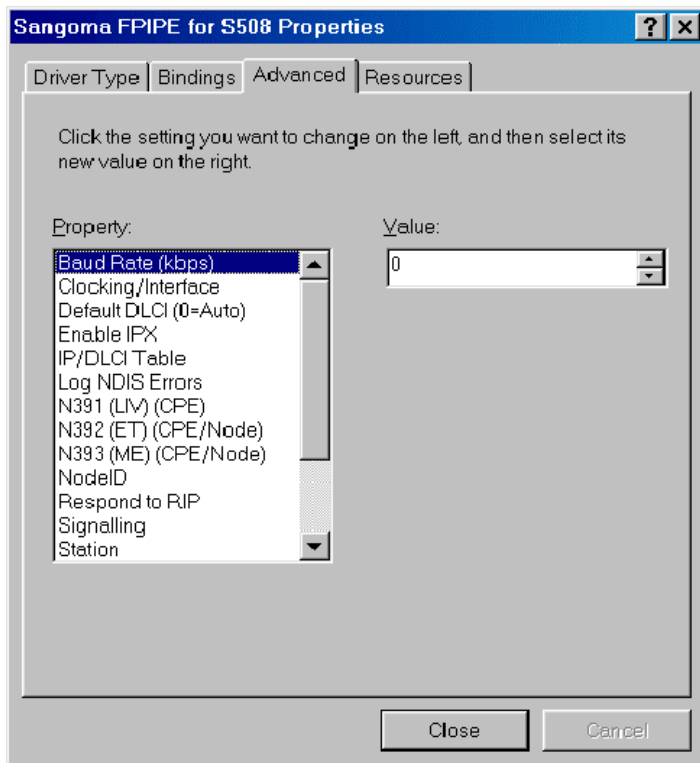 Sangoma FPIPE for S508 Properties
Driver Type Bindings Advanced Resources
Click the setting you want to change on the left, and then select its
new value on the right.
Property:
Value:
Baud Rate (kbps)
0
Clocking/Interface
Default DLCI (0=Auto)
Enable IPX
IP/DLCI Table
Log NDIS Errors
N391 (LIV) (CPE)
N392 (ET) (CPE/Node)
N393 (ME) (CPE/Node)
NodeID
Respond to RIP
Signalling
Station
Close
Cancel